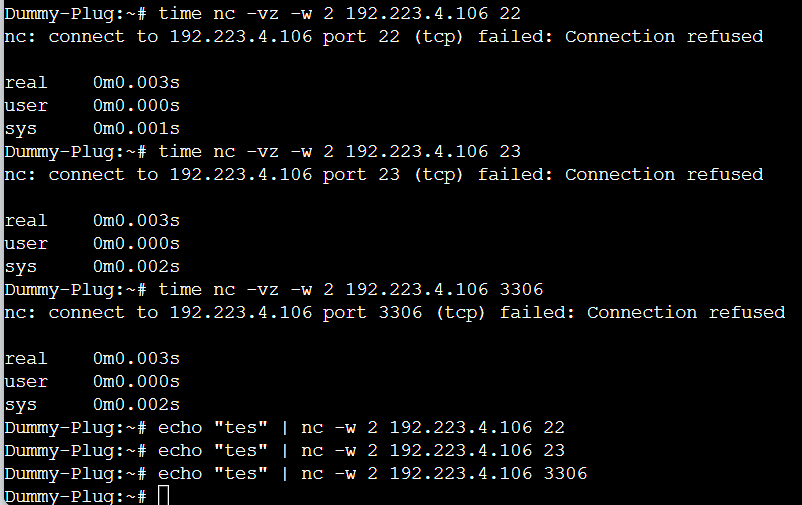 Dummy-Plug:~# time nc -vz -w 2 192.223.4.106 22
nc: connect to 192.223.4.106 port 22 (tcp) failed: Connection refused
real    0m0.003s
user    0m0.000s
sys     0m0.001s
Dummy-Plug:~# time nc -vz -w 2 192.223.4.106 23
nc: connect to 192.223.4.106 port 23 (tcp) failed: Connection refused
real    0m0.003s
user    0m0.000s
sys     0m0.002s
Dummy-Plug:~# time nc -vz -w 2 192.223.4.106 3306
nc: connect to 192.223.4.106 port 3306 (tcp) failed: Connection refused
real    0m0.003s
user    0m0.000s
sys     0m0.002s
Dummy-Plug:~# echo "tes" | nc -w 2 192.223.4.106 22
Dummy-Plug:~# echo "tes" | nc -w 2 192.223.4.106 23
Dummy-Plug:~# echo "tes" | nc -w 2 192.223.4.106 3306
Dummy-Plug:~#